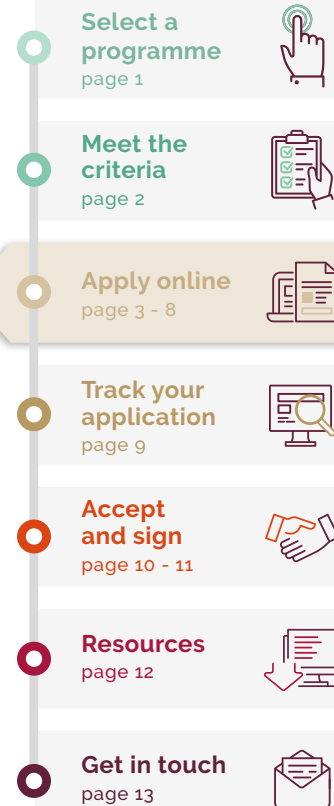 Select a
programme
page 1
Meet the
criteria
page 2
Apply online
page 3 - 8
Track your
application
page 9
Accept
and sign
page 10 - 11
Resources
page 12
Get in touch
page 13